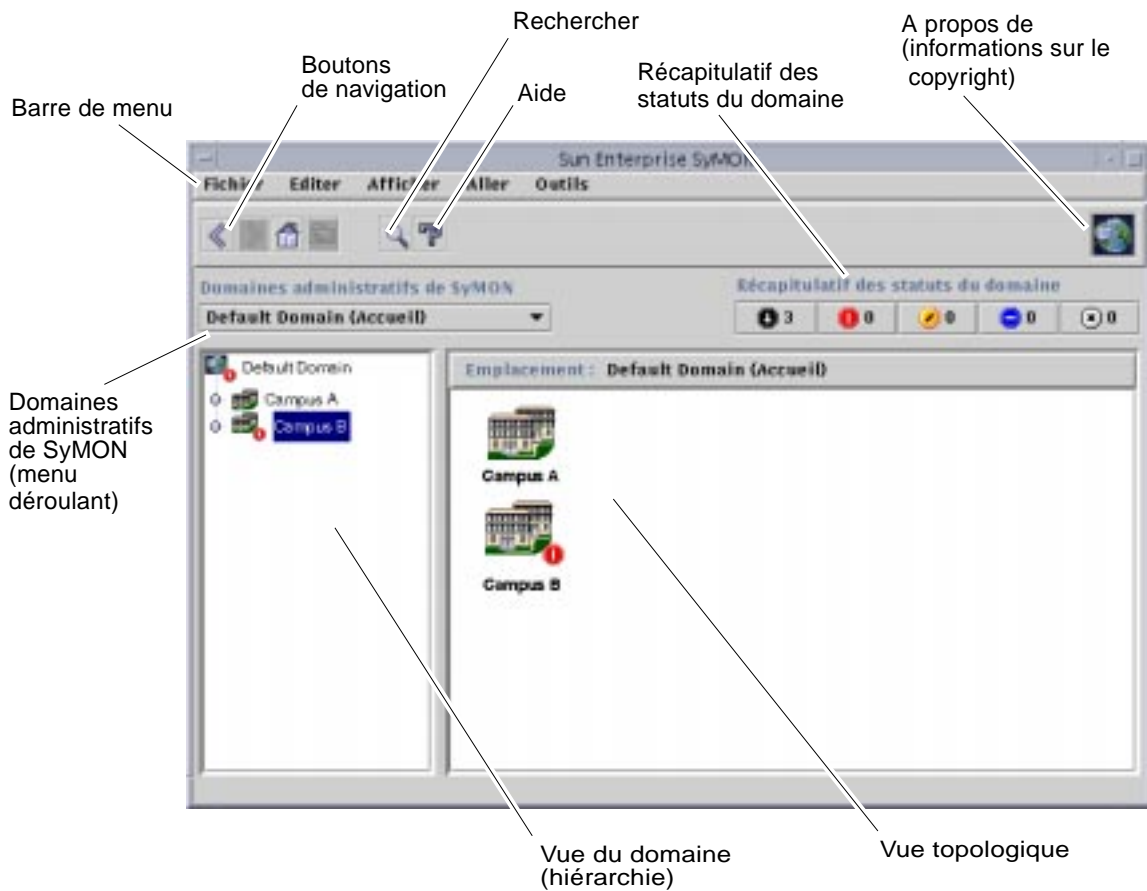 Rechercher
A propos de
(informations sur le
copyright)
Boutons
de navigation
Récapitulatif des
statuts du domaine
Aide
Barre de menu
Sun Enterprise SyMON
Fichier Editer Afficher Aller Outils
Domaines administratifs de SyMON
Récapitulatif des statuts du domaine
Default Domain (Accueil)
3 0 0 0 0
Default Domain
Campus A
Campus B
Emplacement : Default Domain (Accueil)
Campus A
Campus B
Domaines
administratifs
de SyMON
(menu
déroulant)
Vue du domaine
(hiérarchie)
Vue topologique